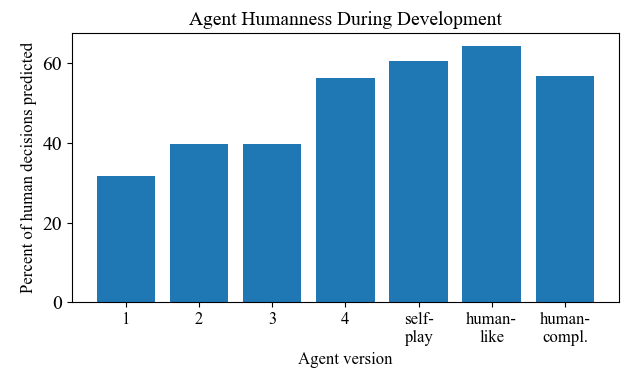 Agent Humanness During Development
Percent of human decisions predicted
60
40
20
0
1
2
3
4
self-
play
human-
like
human-
compl.
Agent version